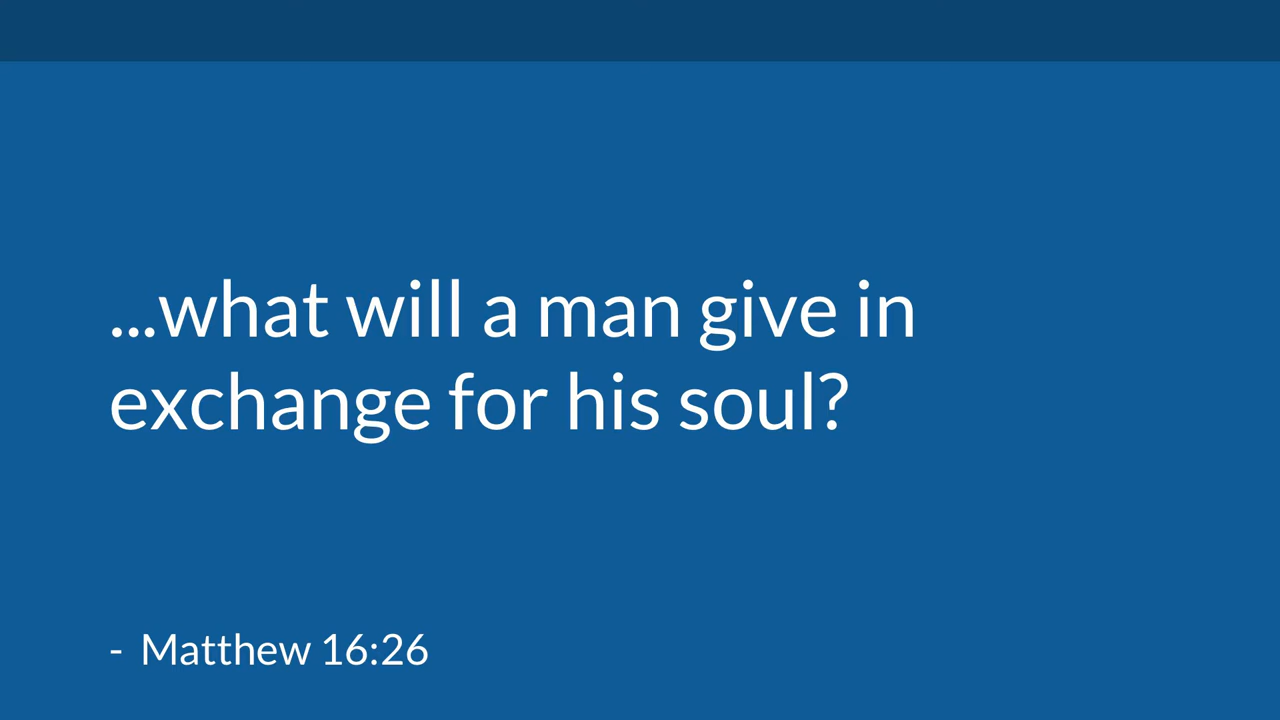 ...what will a man give in
exchange for his soul?
- Matthew 16:26